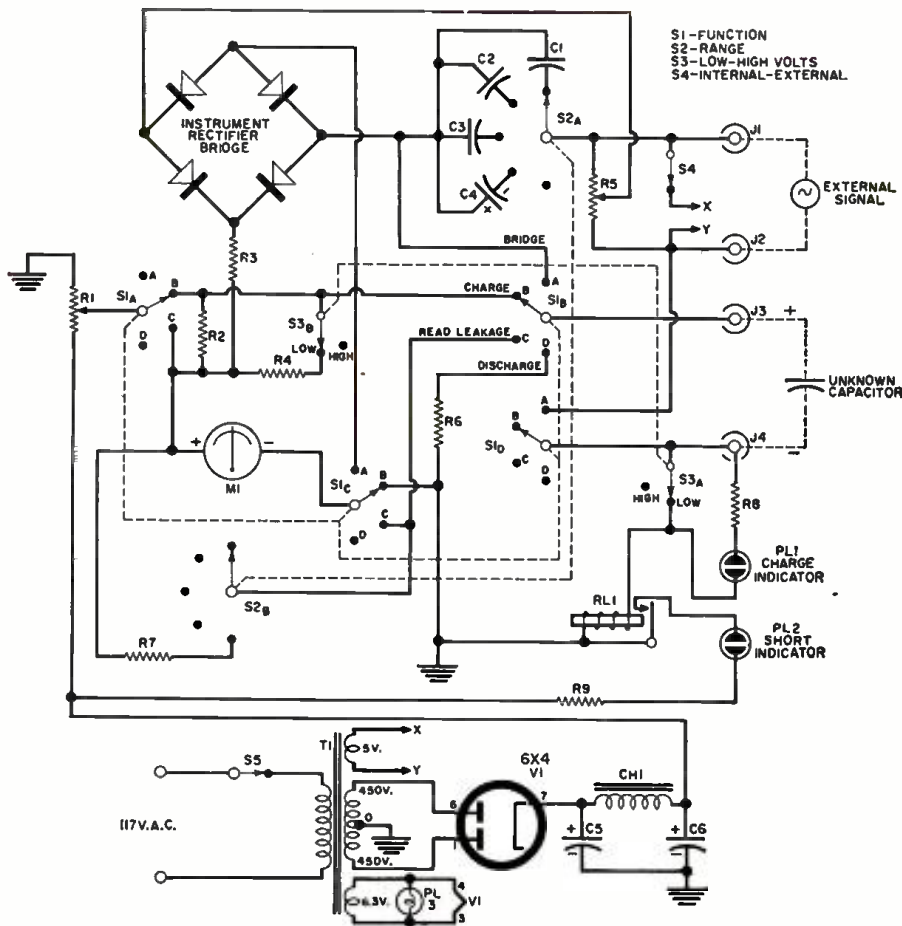 S1-FUNCTION
S2-RANGE
S3-LOW-HIGH VOLTS
S4-INTERNAL-EXTERNAL
C1
C2
C3
C4
S2A
J1
INSTRUMENT
RECTIFIER
BRIDGE
S4
R5
X
Y
EXTERNAL
SIGNAL
J2
R3
BRIDGE
A
R1
S1A
A
B
C
D
R2
S3B
LOW
HIGH
R4
CHARGE
B
S1B
READ LEAKAGE
C
D
DISCHARGE
J3
+
UNKNOWN
CAPACITOR
-
R6
A
B
S1D
C
D
J4
+
-
M1
A
S1C
B
C
D
S3A
HIGH
LOW
R8
PL1
CHARGE
INDICATOR
S2B
RL1
PL2
SHORT
INDICATOR
R7
R9
T1
X
5V.
Y
6X4
V1
S5
450V.
0
450V.
6
1
7
CH1
117V.A.C.
+
C5
-
+
C6
-
6.3V.
PL
3
4
V1
3